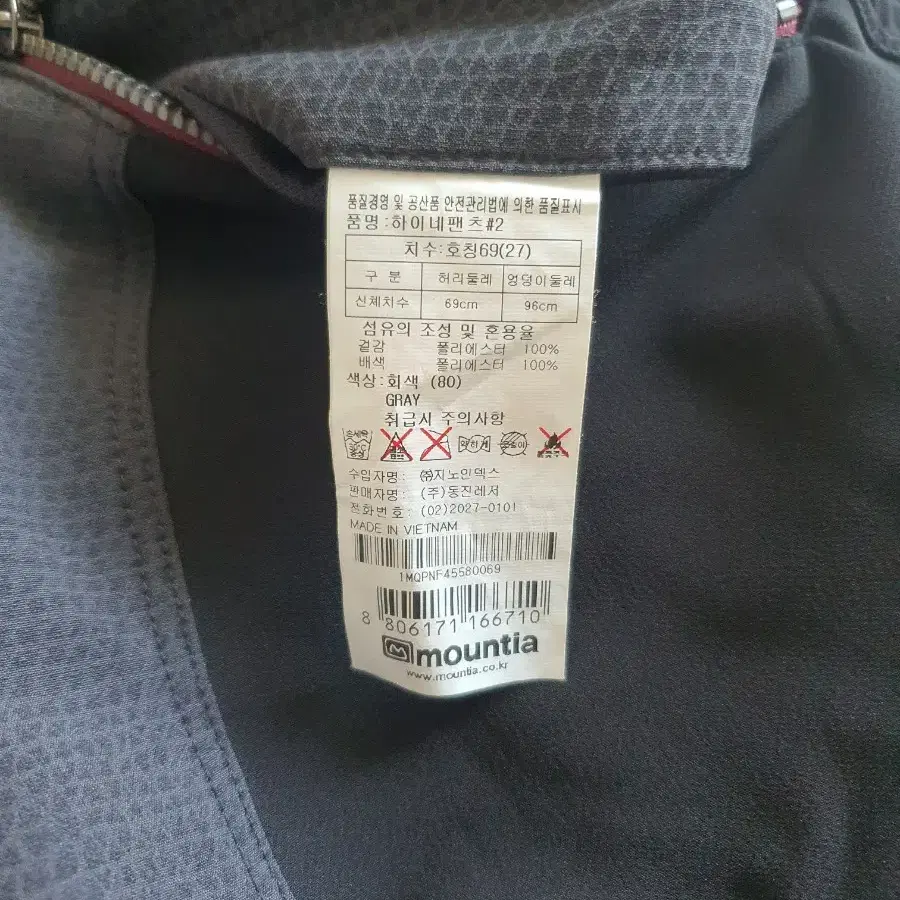 품질경영 및 공산품 안전관리법에 의한 품질표시
품명 : 하이네팬츠#2
치수:호칭69(27)
구 분 허리둘레 엉덩이둘레
신체치수 69cm 96cm
섬유의 조성 및 혼용율
겉감 폴리에스터 100%
배색 폴리에스터 100%
색상:회색 (80)
GRAY
취급시 주의사항
약하게
수입자명: (주)지노인덱스
판매자명: (주)동진레저
전화번호: (02)2027-0101
MADE IN VIETNAM
1MQPNF45580069
8 806171 166710
mountia
www.mountia.co.kr